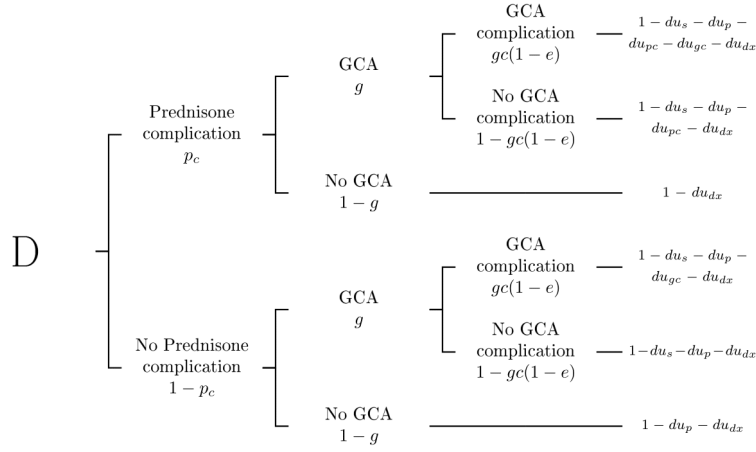 GCA
complication
gc(1 − e)
1 − du_s − du_p −
du_pc − du_gc − du_dx
GCA
g
No GCA
complication
1 − gc(1 − e)
1 − du_s − du_p −
du_pc − du_dx
Prednisone
complication
p_c
No GCA
1 − g
1 − du_dx
D
GCA
complication
gc(1 − e)
1 − du_s − du_p −
du_gc − du_dx
GCA
g
No GCA
complication
1 − gc(1 − e)
1−du_s−du_p−du_dx
No Prednisone
complication
1 − p_c
No GCA
1 − g
1 − du_p − du_dx